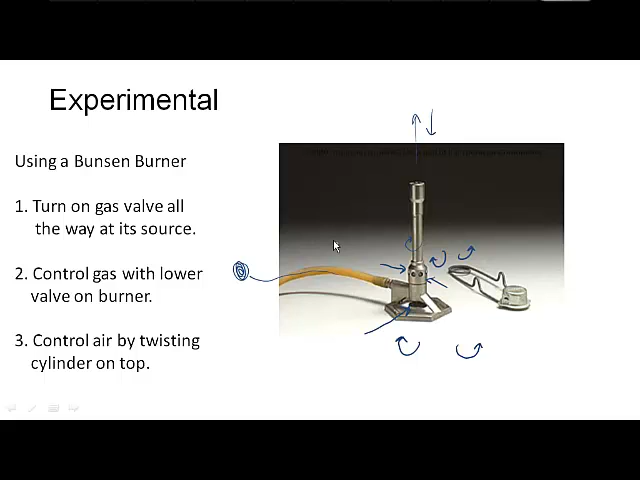 Experimental
Using a Bunsen Burner
1. Turn on gas valve all
the way at its source.
2. Control gas with lower
valve on burner.
3. Control air by twisting
cylinder on top.